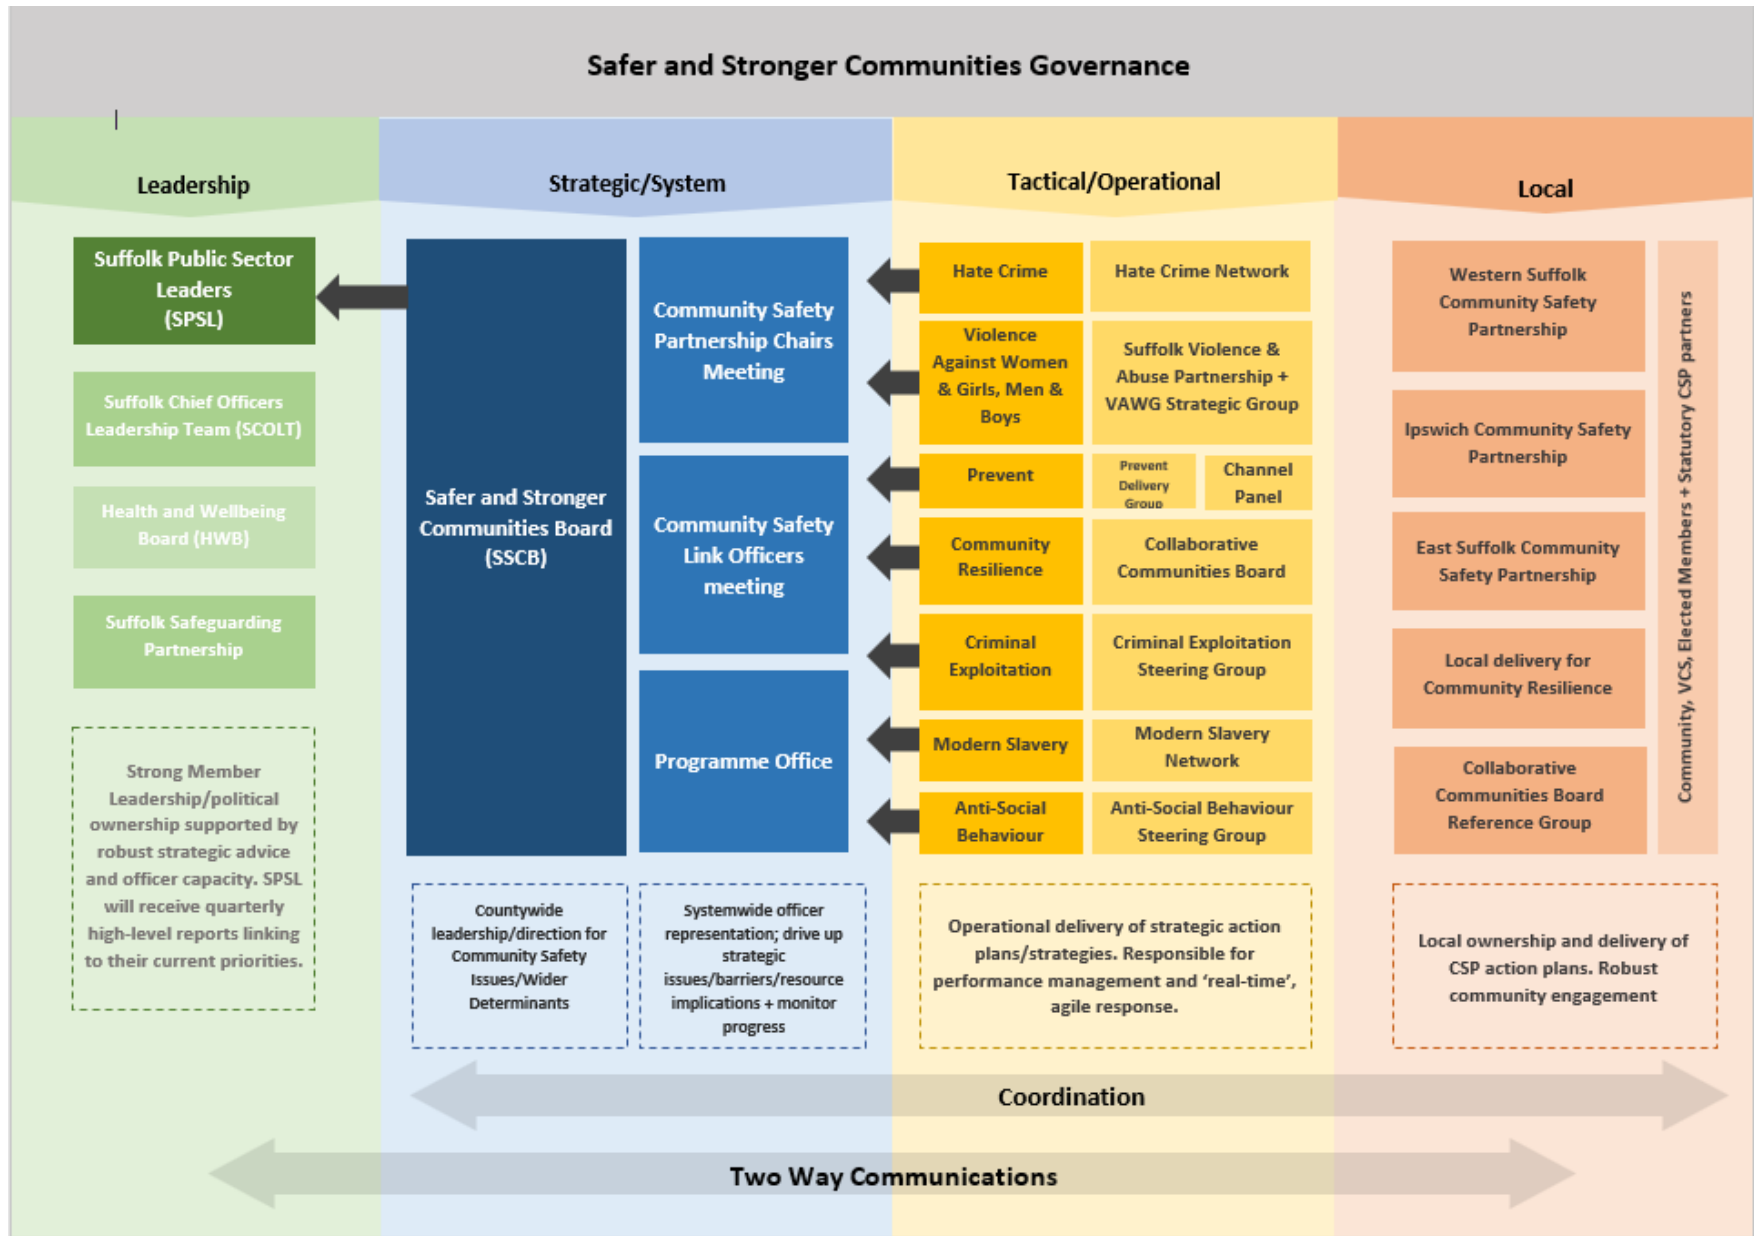 Safer and Stronger Communities Governance
Leadership
Suffolk Public Sector
Leaders
(SPSL)
Suffolk Chief Officers
Leadership Team (SCOLT)
Health and Wellbeing
Board (HWB)
Suffolk Safeguarding
Partnership
Strong Member
Leadership/political
ownership supported by
robust strategic advice
and officer capacity. SPSL
will receive quarterly
high-level reports linking
to their current priorities.
Strategic/System
Safer and Stronger
Communities Board
(SSCB)
Community Safety
Partnership Chairs
Meeting
Community Safety
Link Officers
meeting
Programme Office
Countywide
leadership/direction for
Community Safety
Issues/Wider
Determinants
Systemwide officer
representation; drive up
strategic
issues/barriers/resource
implications + monitor
progress
Tactical/Operational
Hate Crime
Hate Crime Network
Violence
Against Women
& Girls, Men &
Boys
Suffolk Violence &
Abuse Partnership +
VAWG Strategic Group
Prevent
Prevent
Delivery
Group
Channel
Panel
Community
Resilience
Collaborative
Communities Board
Criminal
Exploitation
Criminal Exploitation
Steering Group
Modern Slavery
Modern Slavery
Network
Anti-Social
Behaviour
Anti-Social Behaviour
Steering Group
Operational delivery of strategic action
plans/strategies. Responsible for
performance management and ‘real-time’,
agile response.
Local
Western Suffolk
Community Safety
Partnership
Ipswich Community Safety
Partnership
East Suffolk Community
Safety Partnership
Local delivery for
Community Resilience
Collaborative
Communities Board
Reference Group
Community, VCS, Elected Members + Statutory CSP partners
Local ownership and delivery of
CSP action plans. Robust
community engagement
Coordination
Two Way Communications